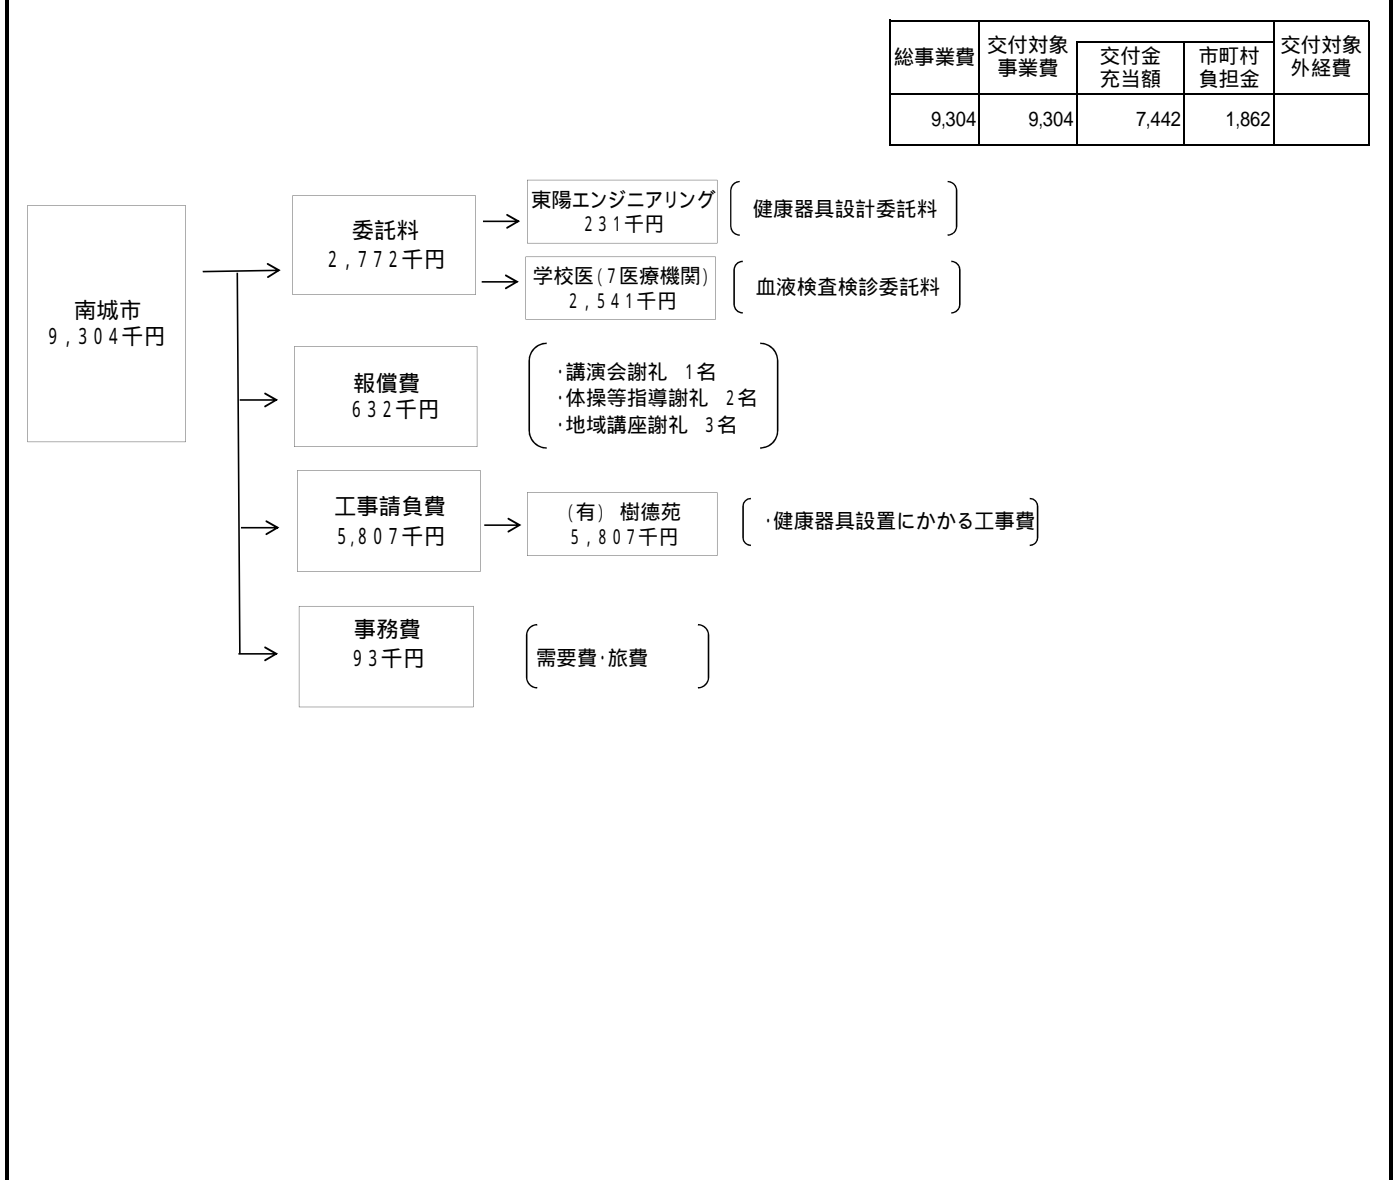 総事業費
交付対象
事業費
交付金
充当額
市町村
負担金
交付対象
外経費
9,304
9,304
7,442
1,862
南城市
9,304千円
委託料
2,772千円
東陽エンジニアリング
231千円
健康器具設計委託料
学校医(7医療機関)
2,541千円
血液検査検診委託料
報償費
632千円
・講演会謝礼 1名
・体操等指導謝礼 2名
・地域講座謝礼 3名
工事請負費
5,807千円
(有) 樹德苑
5,807千円
・健康器具設置にかかる工事費
事務費
93千円
需要費・旅費